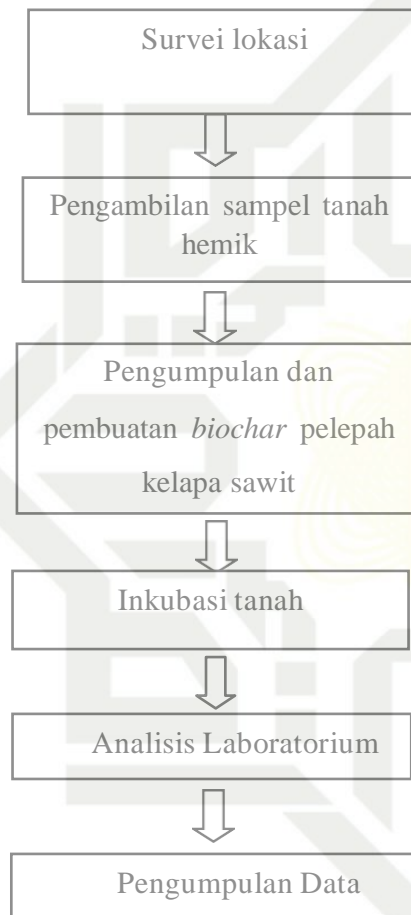 Survei lokasi
Pengambilan sampel tanah
hemik
Pengumpulan dan
pembuatan biochar pelepah
kelapa sawit
Inkubasi tanah
Analisis Laboratorium
Pengumpulan Data